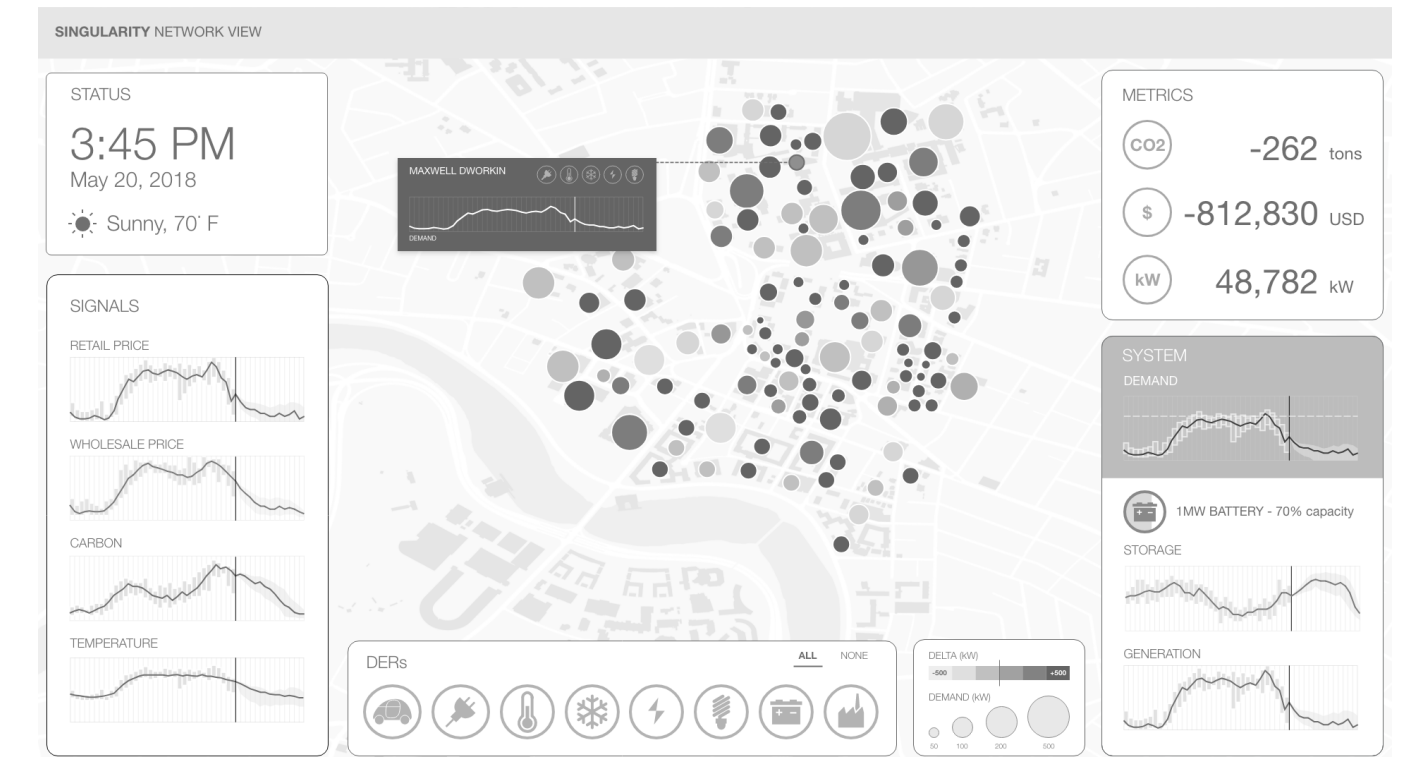 SINGULARITY NETWORK VIEW
STATUS
3:45 PM
May 20, 2018
Sunny, 70° F
SIGNALS
RETAIL PRICE
WHOLESALE PRICE
CARBON
TEMPERATURE
MAXWELL DWORKIN
DEMAND
DERs
ALL NONE
DELTA (KW)
-500 +500
DEMAND (KW)
50 100 200 500
METRICS
CO2 -262 tons
$ -812,830 USD
kW 48,782 kW
SYSTEM
DEMAND
1MW BATTERY - 70% capacity
STORAGE
GENERATION